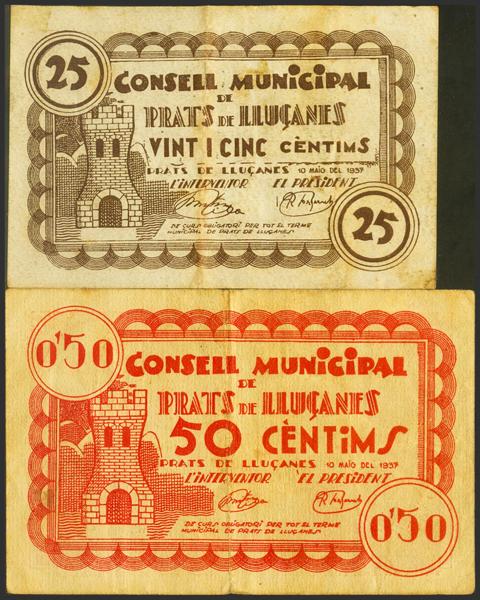 25
CONSELL MUNICIPAL
DE
PRATS DE LLUÇANES
VINT I CINC CÈNTIMS
PRATS DE LLUÇANES 10 MAIO DEL 1937
L'INTERVENTOR EL PRESIDENT
DE CURS OBLIGATORI PER TOT EL TERME
MUNICIPAL DE PRATS DE LLUÇANES
25
0'50
CONSELL MUNICIPAL
DE
PRATS DE LLUÇANES
50 CÈNTIMS
PRATS DE LLUÇANES 10 MAIO DEL 1937
L'INTERVENTOR EL PRESIDENT
DE CURS OBLIGATORI PER TOT EL TERME
MUNICIPAL DE PRATS DE LLUÇANES
0'50